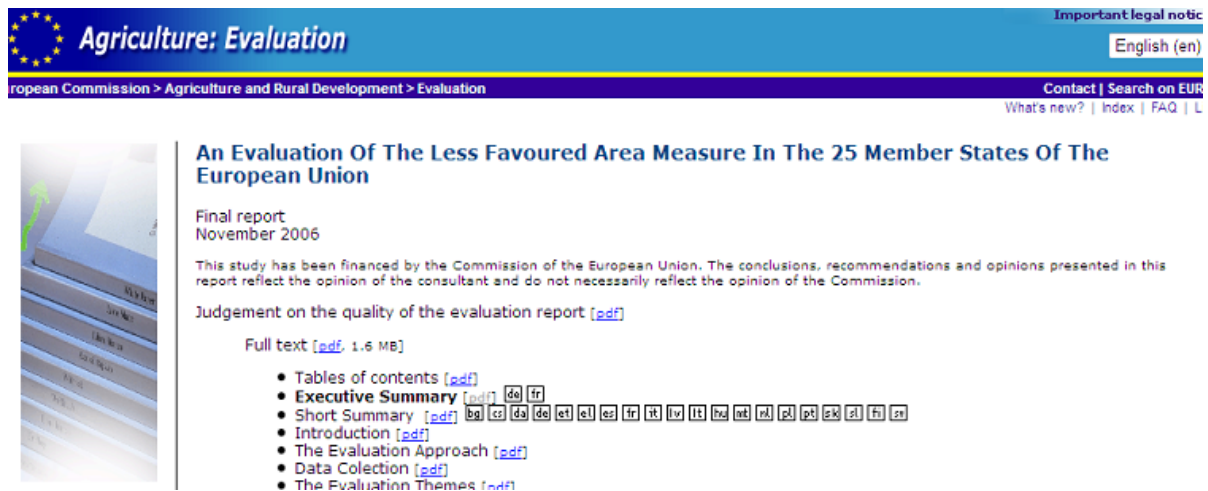 Important legal notic
Agriculture: Evaluation
English (en)
ropean Commission > Agriculture and Rural Development > Evaluation
Contact | Search on EUR
What's new? | Index | FAQ | L
An Evaluation Of The Less Favoured Area Measure In The 25 Member States Of The
European Union
Final report
November 2006
This study has been financed by the Commission of the European Union. The conclusions, recommendations and opinions presented in this
report reflect the opinion of the consultant and do not necessarily reflect the opinion of the Commission.
Judgement on the quality of the evaluation report [pdf]
Full text [pdf, 1.6 MB]
• Tables of contents [pdf]
• Executive Summary [pdf] de fr
• Short Summary [pdf] bg cs da de et el es fr it lv lt hu mt nl pl pt sk sl fi sv
• Introduction [pdf]
• The Evaluation Approach [pdf]
• Data Colection [pdf]
• The Evaluation Themes [pdf]